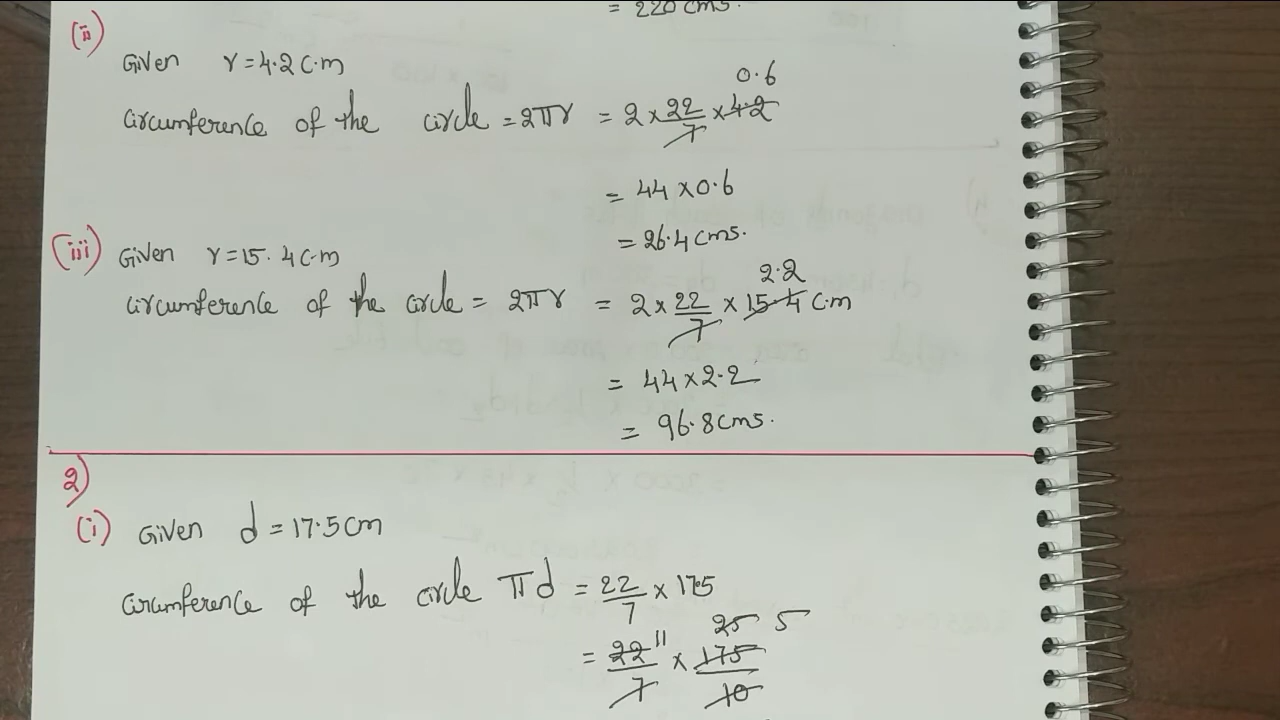 = 220 cms.
(ii)
Given r = 4.2 c.m
0.6
circumference of the circle = 2πr = 2 × 22/7 × 4.2
= 44 × 0.6
= 26.4 cms.
(iii) Given r = 15.4 c.m
2.2
circumference of the circle = 2πr = 2 × 22/7 × 15.4 c.m
= 44 × 2.2
= 96.8 cms.
2)
(i) Given d = 17.5 cm
circumference of the circle πd = 22/7 × 17.5
25 5
= 22/7 11 × 175/10